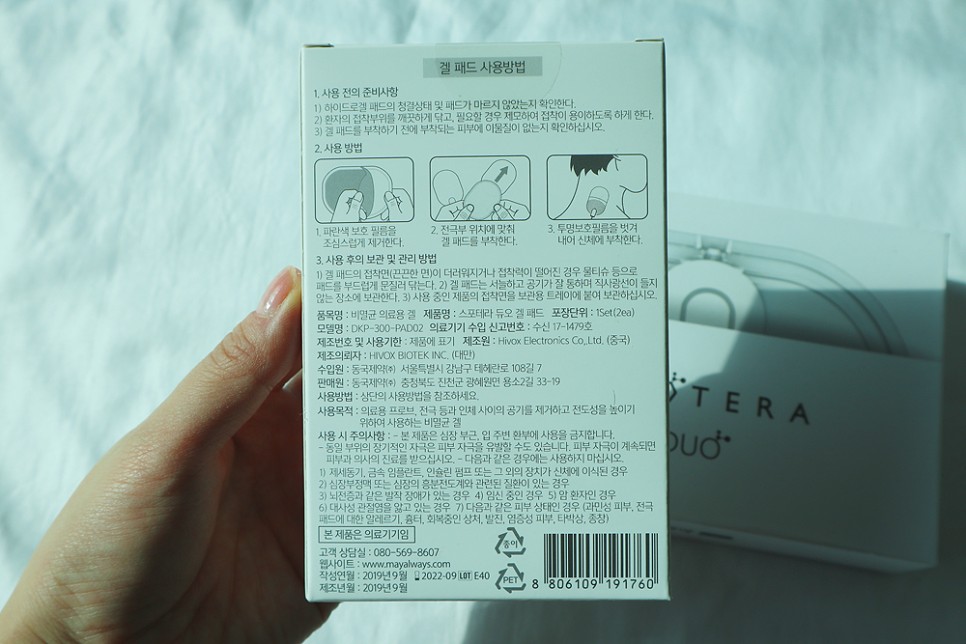 겔 패드 사용방법
1. 사용 전의 준비사항
1) 하이드로겔 패드의 청결상태 및 패드가 마르지 않았는지 확인한다.
2) 환자의 접착부위를 깨끗하게 닦고, 필요할 경우 제모하여 접착이 용이하도록 하게 한다.
3) 겔 패드를 부착하기 전에 부착되는 피부에 이물질이 없는지 확인하십시오.
2. 사용 방법
1. 파란색 보호 필름을
조심스럽게 제거한다.
2. 전극부 위치에 맞춰
겔 패드를 부착한다.
3. 투명보호필름을 벗겨
내어 신체에 부착한다.
3. 사용 후의 보관 및 관리 방법
1) 겔 패드의 접착면(끈끈한 면)이 더러워지거나 접착력이 떨어진 경우 물티슈 등으로
패드를 부드럽게 문질러 닦는다. 2) 겔 패드는 서늘하고 공기가 잘 통하며 직사광선이 들지
않는 장소에 보관한다. 3) 사용 중인 제품의 접착면을 보관용 트레이에 붙여 보관하십시오.
품목명 : 비멸균 의료용 겔 제품명 : 스포테라 듀오 겔 패드 포장단위 : 1Set(2ea)
모델명 : DKP-300-PAD02 의료기기 수입 신고번호 : 수신 17-1479호
제조번호 및 사용기한 : 제품에 표기 제조원 : Hivox Electronics Co,.Ltd. (중국)
제조의뢰자 : HIVOX BIOTEK INC. (대만)
수입원 : 동국제약㈜ 서울특별시 강남구 테헤란로 108길 7
판매원 : 동국제약㈜ 충청북도 진천군 광혜원면 용소2길 33-19
사용방법 : 상단의 사용방법을 참조하세요.
사용목적 : 의료용 프로브, 전극 등과 인체 사이의 공기를 제거하고 전도성을 높이기
위하여 사용하는 비멸균 겔
사용 시 주의사항 : - 본 제품은 심장 부근, 입 주변 환부에 사용을 금지합니다.
- 동일 부위의 장기적인 자극은 피부 자극을 유발할 수도 있습니다. 피부 자극이 계속되면
피부과 의사의 진료를 받으십시오. - 다음과 같은 경우에는 사용하지 마십시오.
1) 제세동기, 금속 임플란트, 인슐린 펌프 또는 그 외의 장치가 신체에 이식된 경우
2) 심장부정맥 또는 심장의 흥분전도계와 관련된 질환이 있는 경우
3) 뇌전증과 같은 발작 장애가 있는 경우 4) 임신 중인 경우 5) 암 환자인 경우
6) 대사성 관절염을 앓고 있는 경우 7) 다음과 같은 피부 상태인 경우 (과민성 피부, 전극
패드에 대한 알레르기, 흉터, 회복중인 상처, 발진, 염증성 피부, 타박상, 종창)
본 제품은 의료기기임
고객 상담실 : 080-569-8607
웹사이트 : www.mayalways.com
작성연월 : 2019년 9월 2022-09 LOT E40
제조년월 : 2019년 9월
종이
PET
8 806109 191760
TERA
DUO